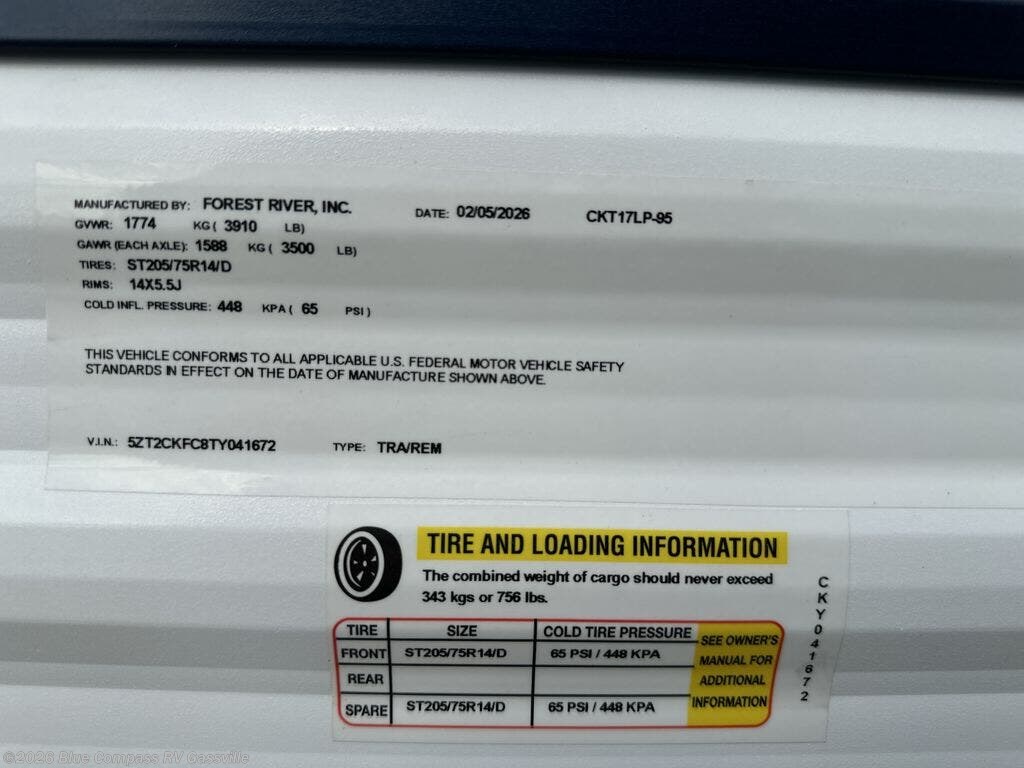 MANUFACTURED BY: FOREST RIVER, INC. DATE: 02/05/2026 CKT17LP-95
GVWR: 1774 KG ( 3910 LB)
GAWR (EACH AXLE): 1588 KG ( 3500 LB)
TIRES: ST205/75R14/D
RIMS: 14X5.5J
COLD INFL. PRESSURE: 448 KPA ( 65 PSI )
THIS VEHICLE CONFORMS TO ALL APPLICABLE U.S. FEDERAL MOTOR VEHICLE SAFETY
STANDARDS IN EFFECT ON THE DATE OF MANUFACTURE SHOWN ABOVE.
V.I.N.: 5ZT2CKFC8TY041672 TYPE: TRA/REM
TIRE AND LOADING INFORMATION
The combined weight of cargo should never exceed
343 kgs or 756 lbs.
TIRE SIZE COLD TIRE PRESSURE
FRONT ST205/75R14/D 65 PSI / 448 KPA
REAR
SPARE ST205/75R14/D 65 PSI / 448 KPA
SEE OWNER'S
MANUAL FOR
ADDITIONAL
INFORMATION
CKY041672
©2026 Blue Compass RV Gassville